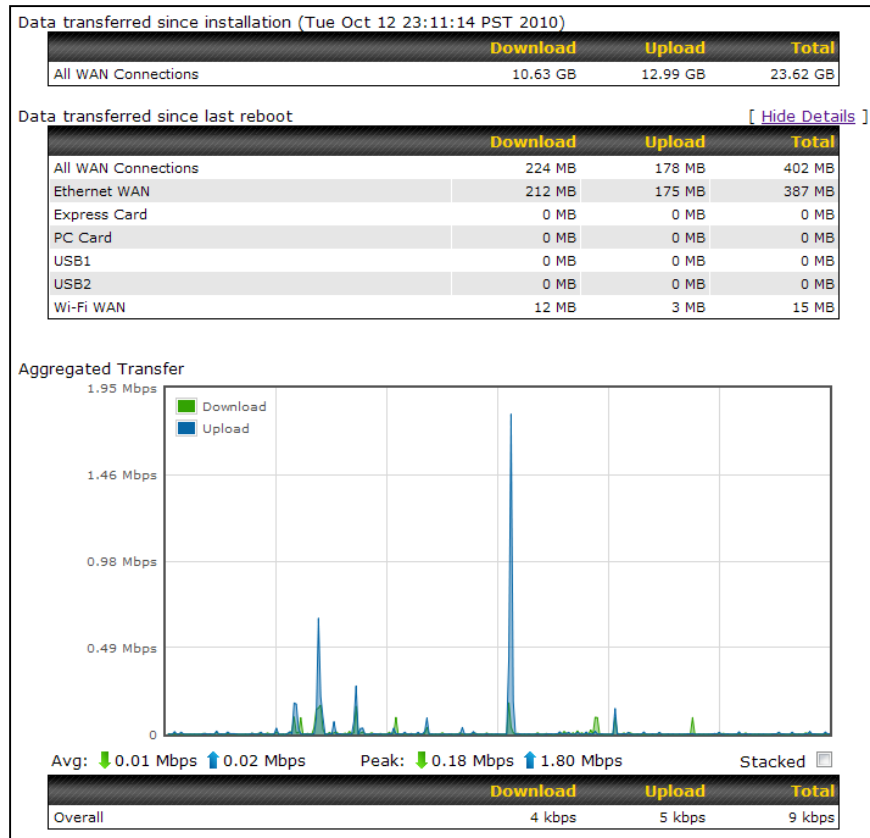 Data transferred since installation (Tue Oct 12 23:11:14 PST 2010)
Download Upload Total
All WAN Connections 10.63 GB 12.99 GB 23.62 GB
Data transferred since last reboot [ Hide Details ]
Download Upload Total
All WAN Connections 224 MB 178 MB 402 MB
Ethernet WAN 212 MB 175 MB 387 MB
Express Card 0 MB 0 MB 0 MB
PC Card 0 MB 0 MB 0 MB
USB1 0 MB 0 MB 0 MB
USB2 0 MB 0 MB 0 MB
Wi-Fi WAN 12 MB 3 MB 15 MB
Aggregated Transfer
1.95 Mbps
Download
Upload
1.46 Mbps
0.98 Mbps
0.49 Mbps
0
Avg: 0.01 Mbps 0.02 Mbps Peak: 0.18 Mbps 1.80 Mbps Stacked
Download Upload Total
Overall 4 kbps 5 kbps 9 kbps